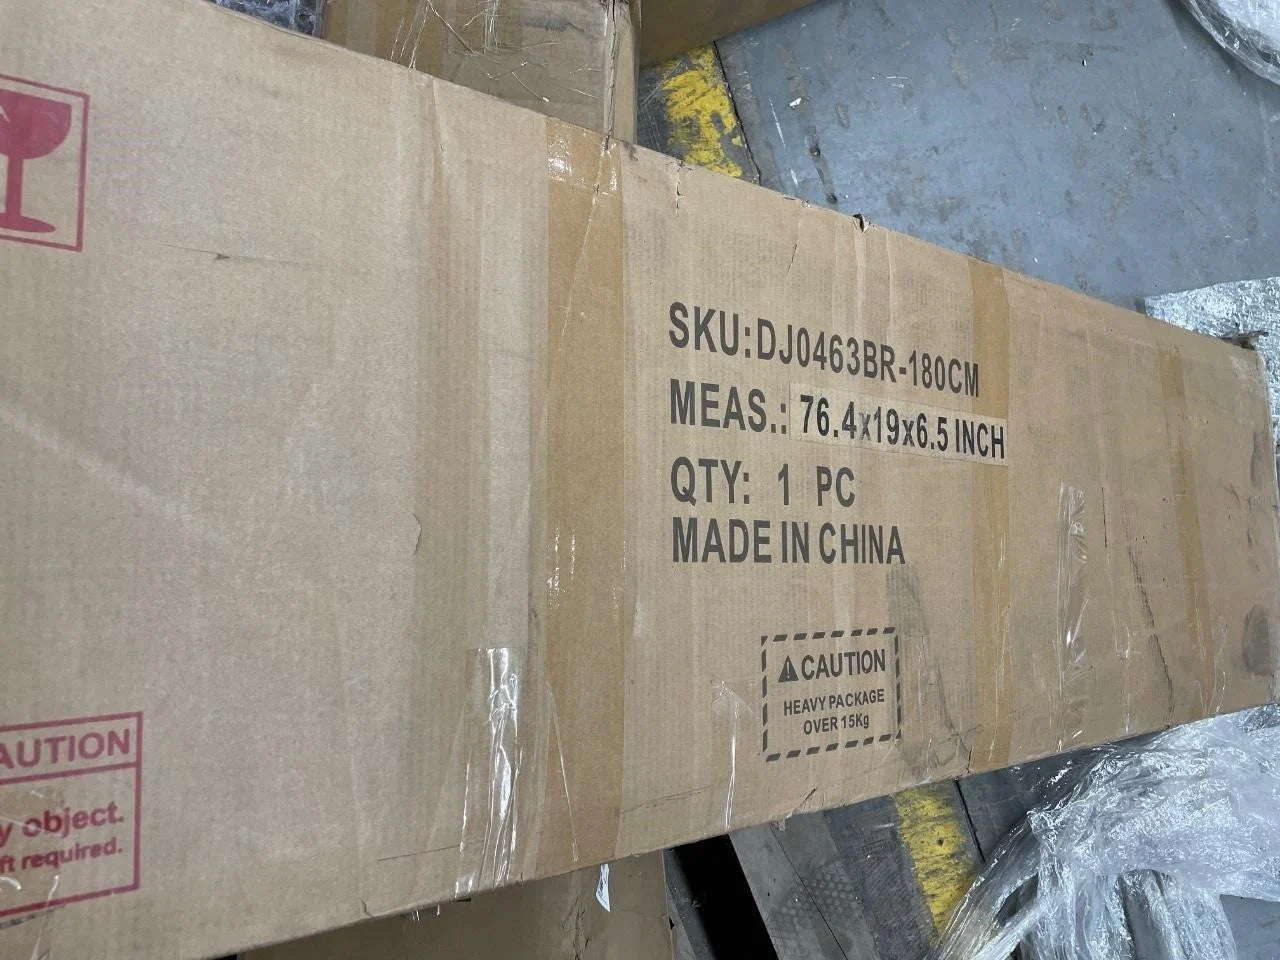 SKU:DJ0463BR-180CM
MEAS.: 76.4x19x6.5 INCH
QTY: 1 PC
MADE IN CHINA
CAUTION
HEAVY PACKAGE
OVER 15Kg
AUTION
y object.
ft required.